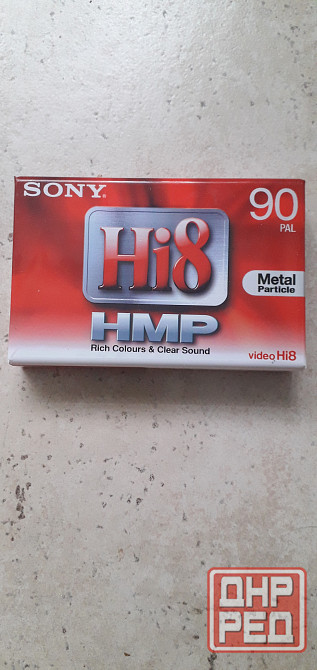 SONY®
90
PAL
Hi8
Metal
Particle
HMP
Rich Colours & Clear Sound
video Hi8
ДНР
РЕД